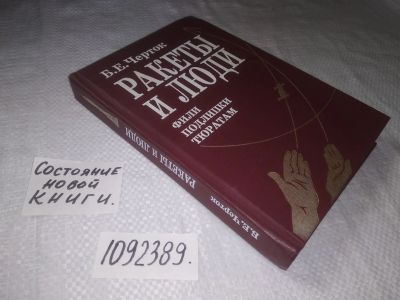 Б.Е.Черток
РАКЕТЫ
И ЛЮДИ
ФИЛИ
ПОДЛИПКИ
ТЮРАТАМ
Б.Е.Черток РАКЕТЫ И ЛЮДИ
Состояние
новой
книги.
1092389.